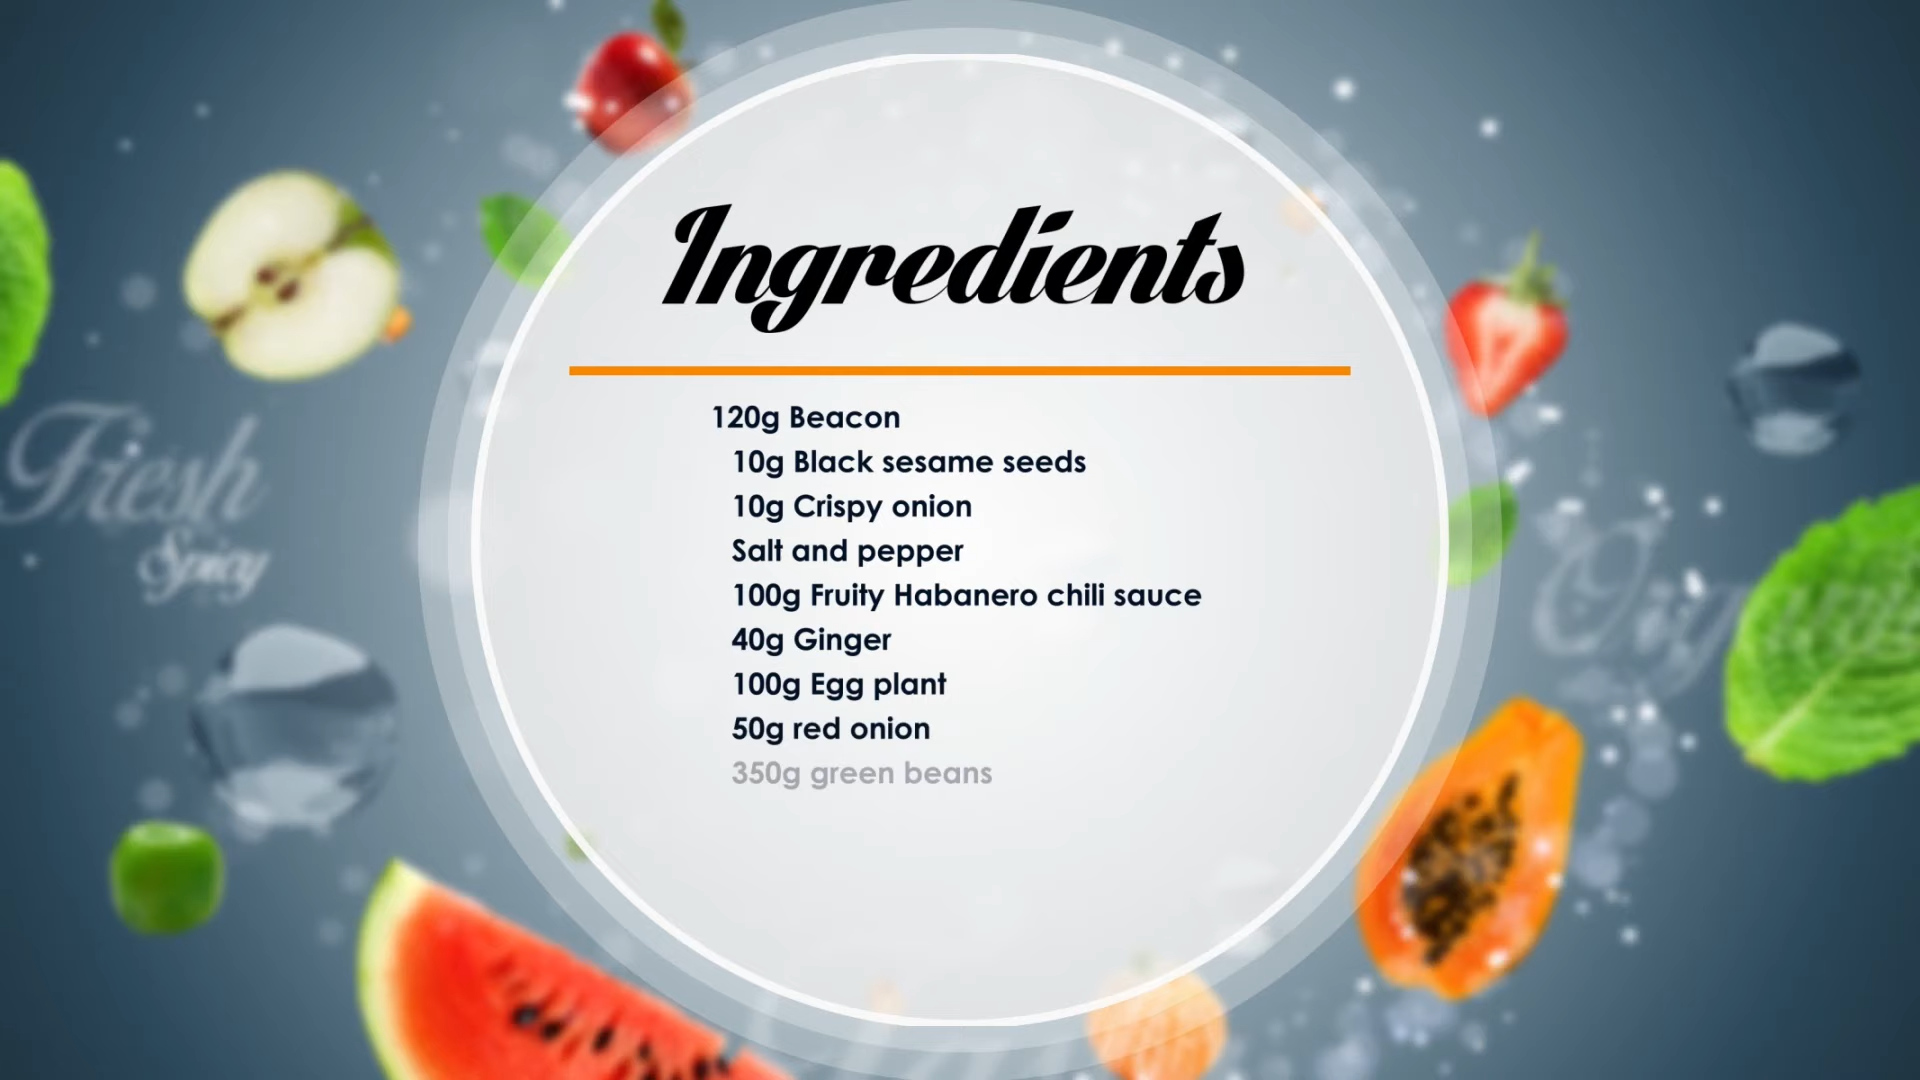 Ingredients
120g Beacon
10g Black sesame seeds
10g Crispy onion
Salt and pepper
100g Fruity Habanero chili sauce
40g Ginger
100g Egg plant
50g red onion
350g green beans
Fresh
Spicy